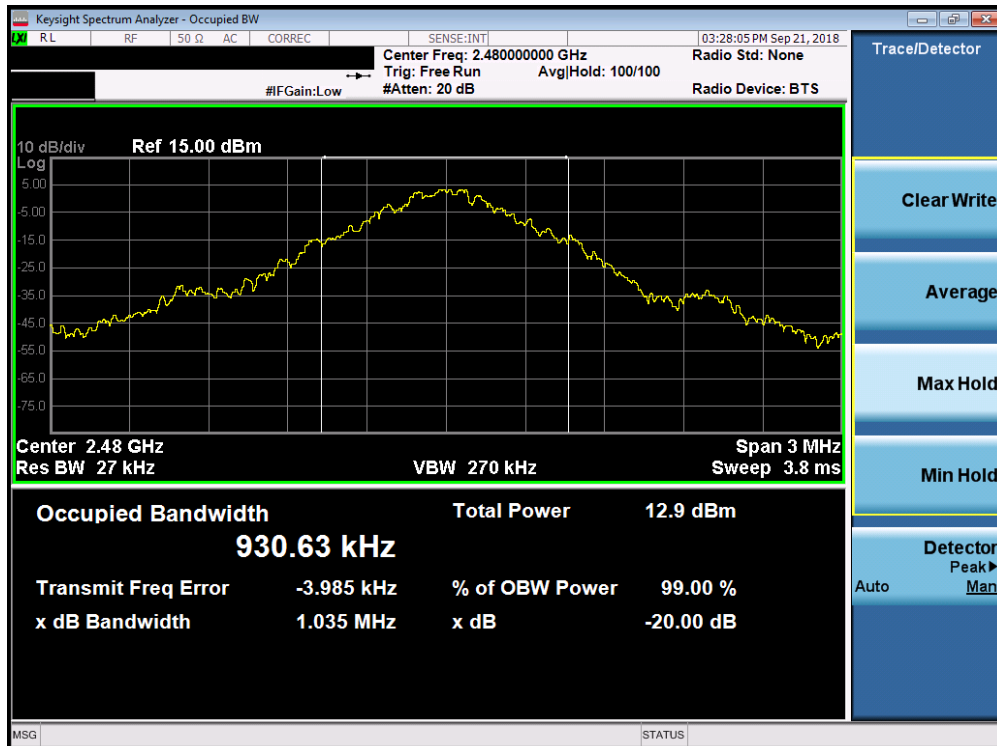 Keysight Spectrum Analyzer - Occupied BW
LXI RL RF 50 Ω AC CORREC SENSE:INT 03:28:05 PM Sep 21, 2018
Center Freq: 2.480000000 GHz Radio Std: None
Trig: Free Run Avg|Hold: 100/100
#IFGain:Low #Atten: 20 dB Radio Device: BTS
Trace/Detector
10 dB/div Ref 15.00 dBm
Log
5.00
-5.00
-15.0
-25.0
-35.0
-45.0
-55.0
-65.0
-75.0
Center 2.48 GHz Span 3 MHz
Res BW 27 kHz VBW 270 kHz Sweep 3.8 ms
Occupied Bandwidth Total Power 12.9 dBm
930.63 kHz
Transmit Freq Error -3.985 kHz % of OBW Power 99.00 %
x dB Bandwidth 1.035 MHz x dB -20.00 dB
Clear Write
Average
Max Hold
Min Hold
Detector
Peak▶
Auto Man
MSG STATUS